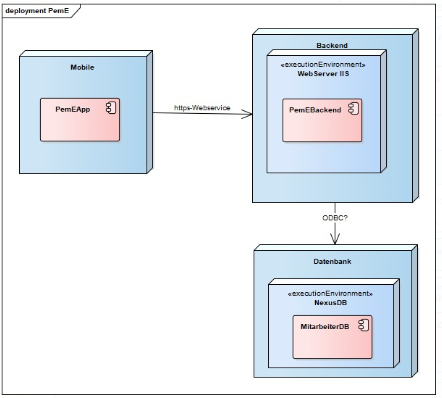 deployment PemE
Mobile
PemEApp
https-Webservice
Backend
«executionEnvironment»
WebServer IIS
PemEBackend
ODBC?
Datenbank
«executionEnvironment»
NexusDB
MitarbeiterDB